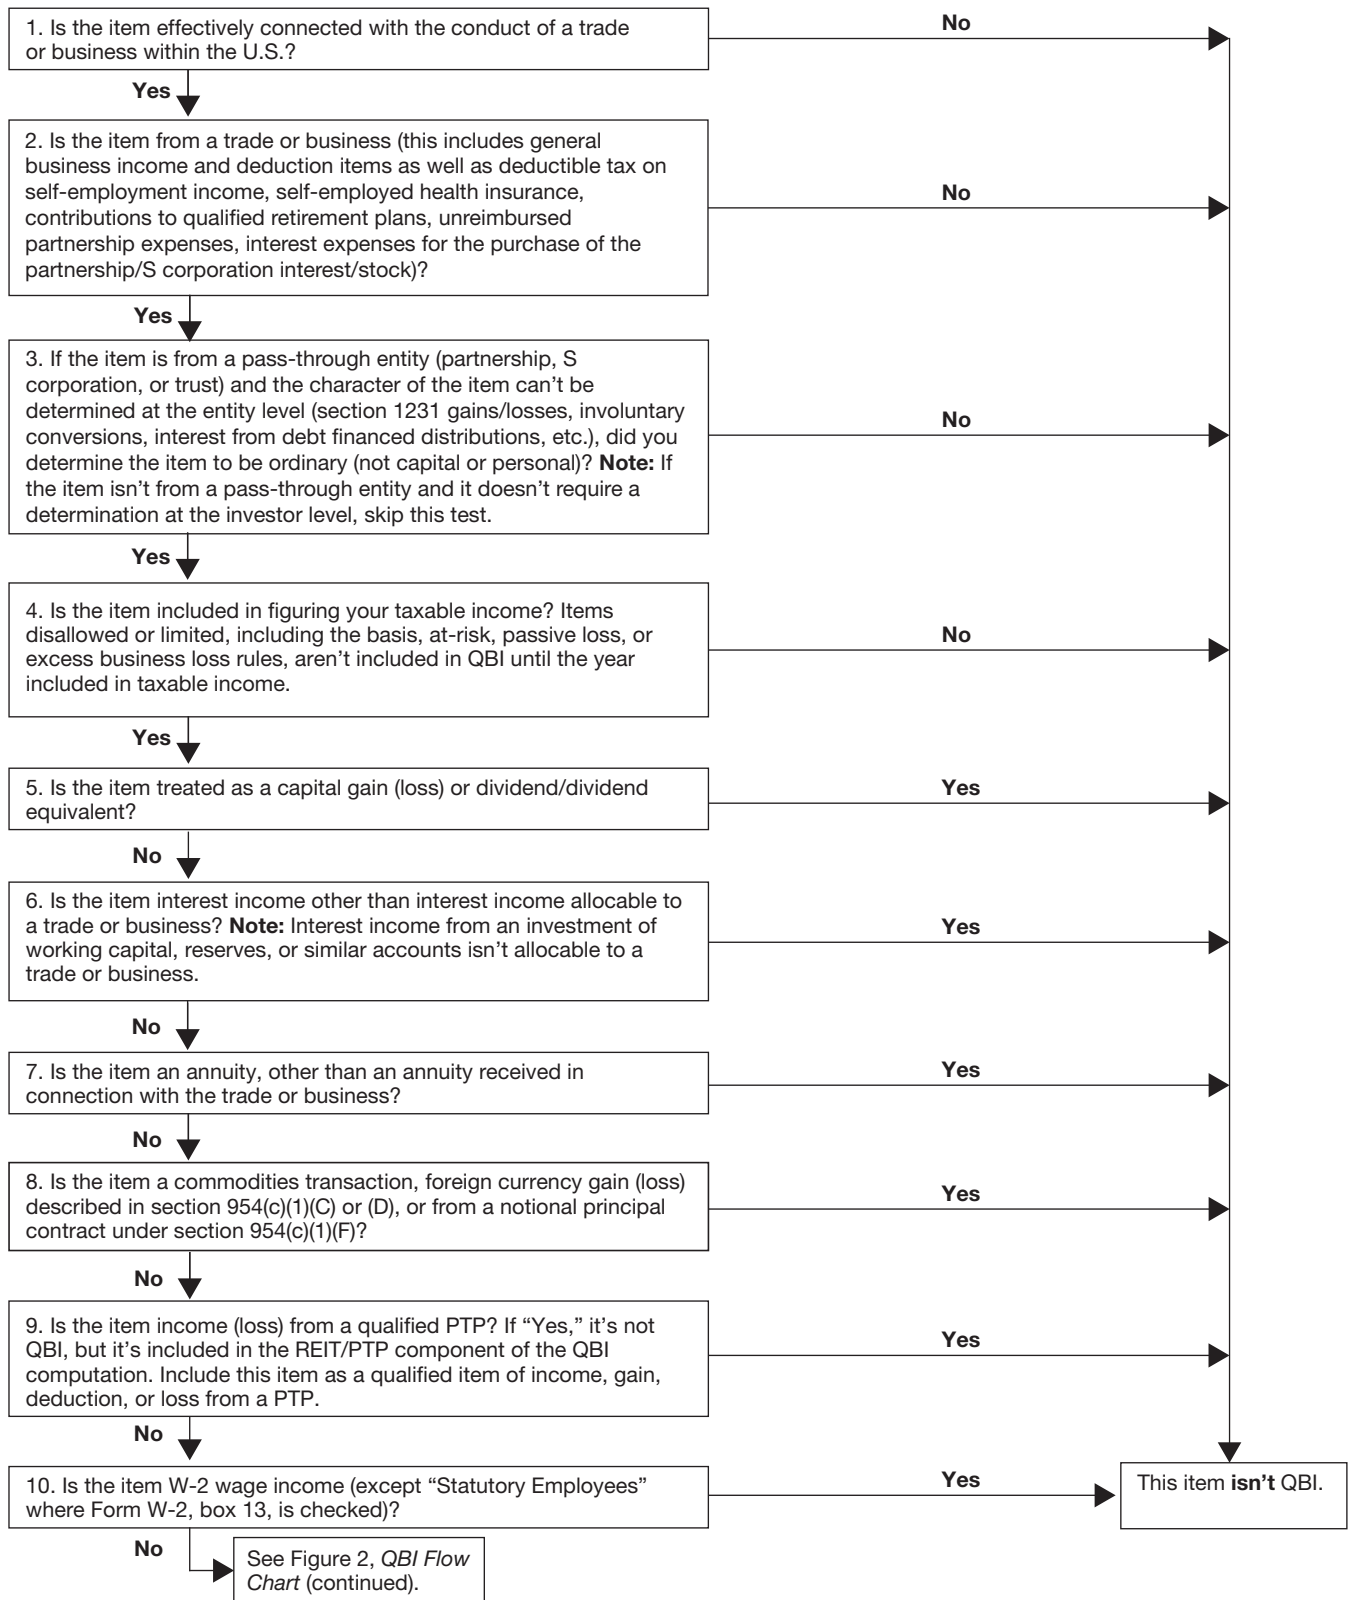 1. Is the item effectively connected with the conduct of a trade
or business within the U.S.?
No
Yes
2. Is the item from a trade or business (this includes general
business income and deduction items as well as deductible tax on
self-employment income, self-employed health insurance,
contributions to qualified retirement plans, unreimbursed
partnership expenses, interest expenses for the purchase of the
partnership/S corporation interest/stock)?
No
Yes
3. If the item is from a pass-through entity (partnership, S
corporation, or trust) and the character of the item can't be
determined at the entity level (section 1231 gains/losses, involuntary
conversions, interest from debt financed distributions, etc.), did you
determine the item to be ordinary (not capital or personal)? Note: If
the item isn't from a pass-through entity and it doesn't require a
determination at the investor level, skip this test.
No
Yes
4. Is the item included in figuring your taxable income? Items
disallowed or limited, including the basis, at-risk, passive loss, or
excess business loss rules, aren't included in QBI until the year
included in taxable income.
No
Yes
5. Is the item treated as a capital gain (loss) or dividend/dividend
equivalent?
Yes
No
6. Is the item interest income other than interest income allocable to
a trade or business? Note: Interest income from an investment of
working capital, reserves, or similar accounts isn't allocable to a
trade or business.
Yes
No
7. Is the item an annuity, other than an annuity received in
connection with the trade or business?
Yes
No
8. Is the item a commodities transaction, foreign currency gain (loss)
described in section 954(c)(1)(C) or (D), or from a notional principal
contract under section 954(c)(1)(F)?
Yes
No
9. Is the item income (loss) from a qualified PTP? If “Yes,” it's not
QBI, but it's included in the REIT/PTP component of the QBI
computation. Include this item as a qualified item of income, gain,
deduction, or loss from a PTP.
Yes
No
10. Is the item W-2 wage income (except “Statutory Employees”
where Form W-2, box 13, is checked)?
Yes
This item isn't QBI.
No
See Figure 2, QBI Flow
Chart (continued).